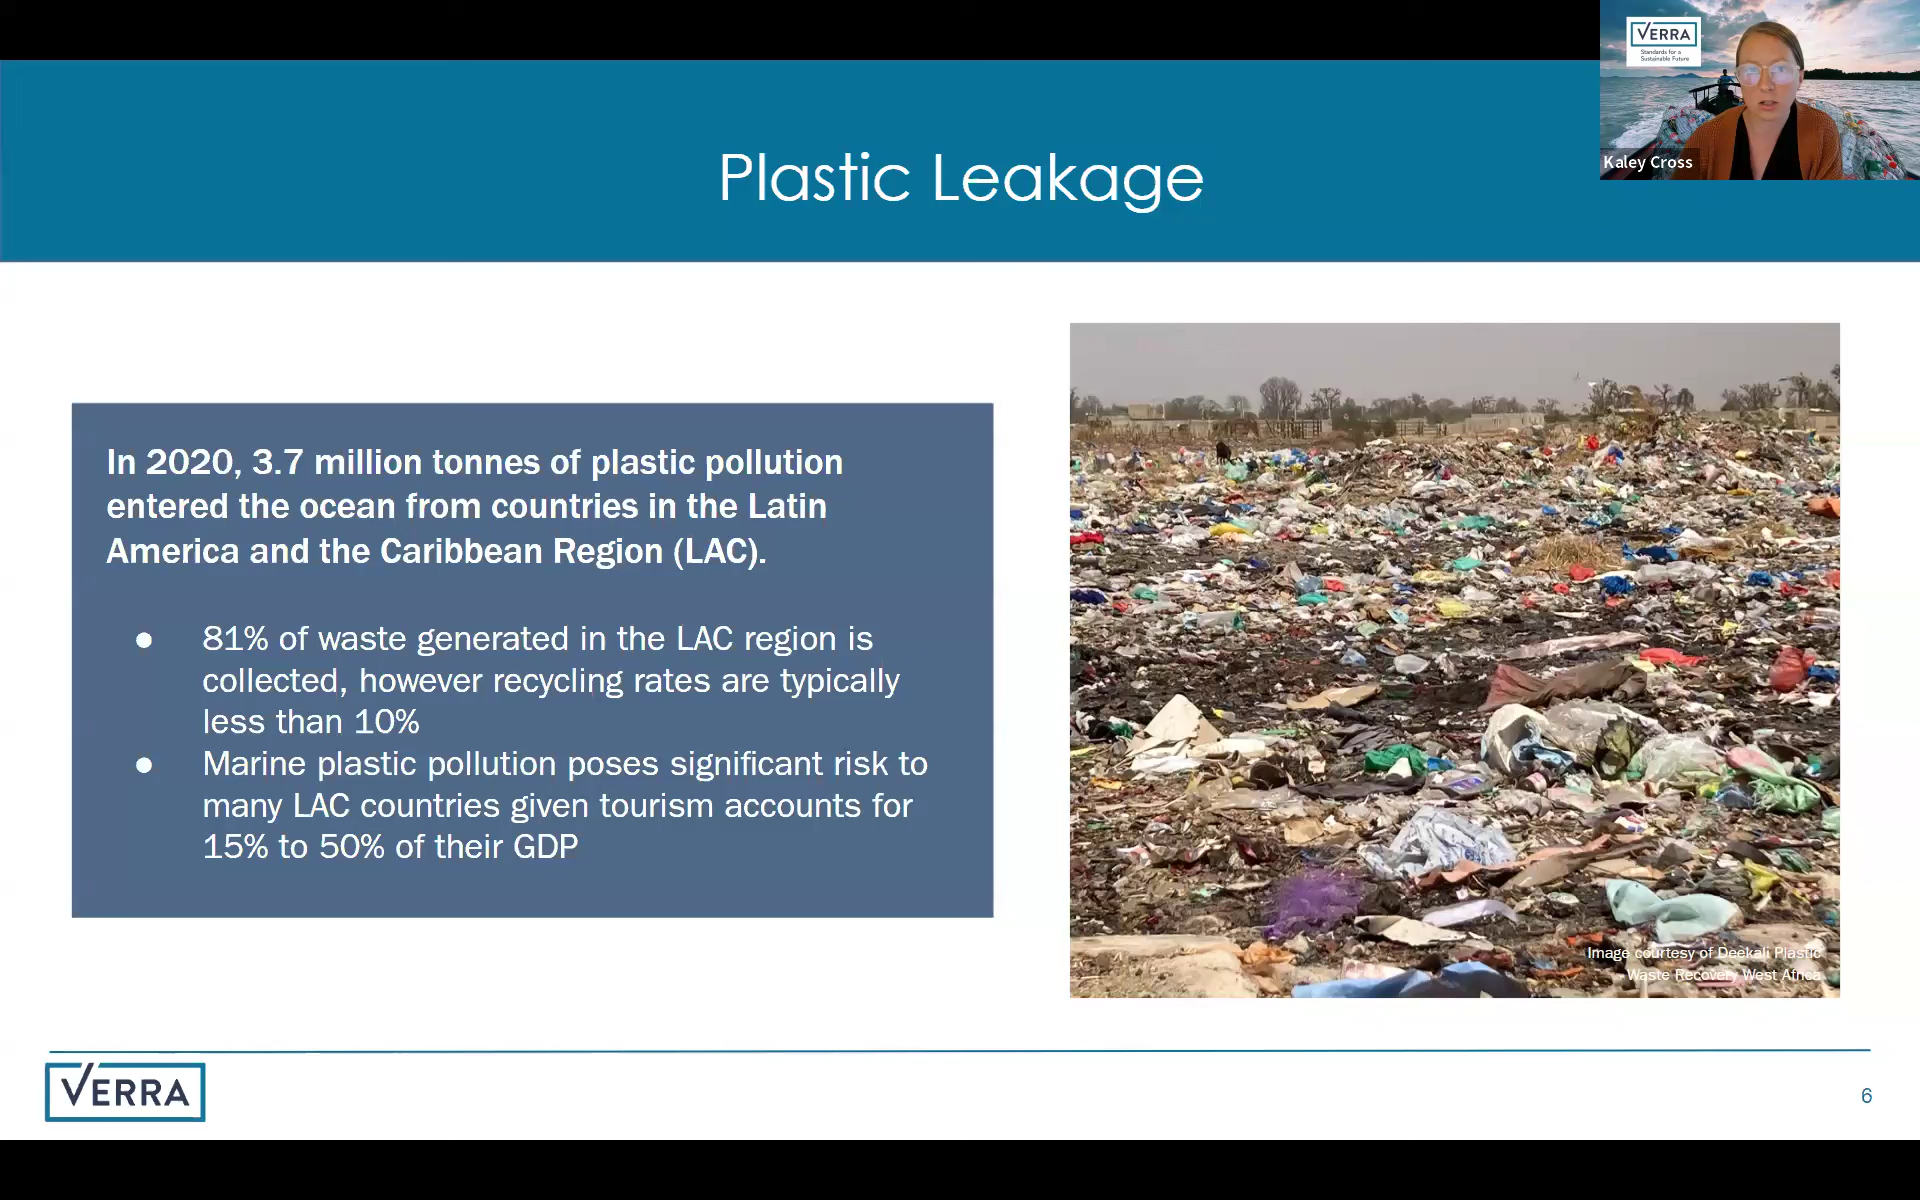 VERRA
Standards for a
Sustainable Future
Kaley Cross
Plastic Leakage
In 2020, 3.7 million tonnes of plastic pollution
entered the ocean from countries in the Latin
America and the Caribbean Region (LAC).
● 81% of waste generated in the LAC region is
collected, however recycling rates are typically
less than 10%
● Marine plastic pollution poses significant risk to
many LAC countries given tourism accounts for
15% to 50% of their GDP
Image courtesy of Deekali Plastic
Waste Recovery West Africa
VERRA
6